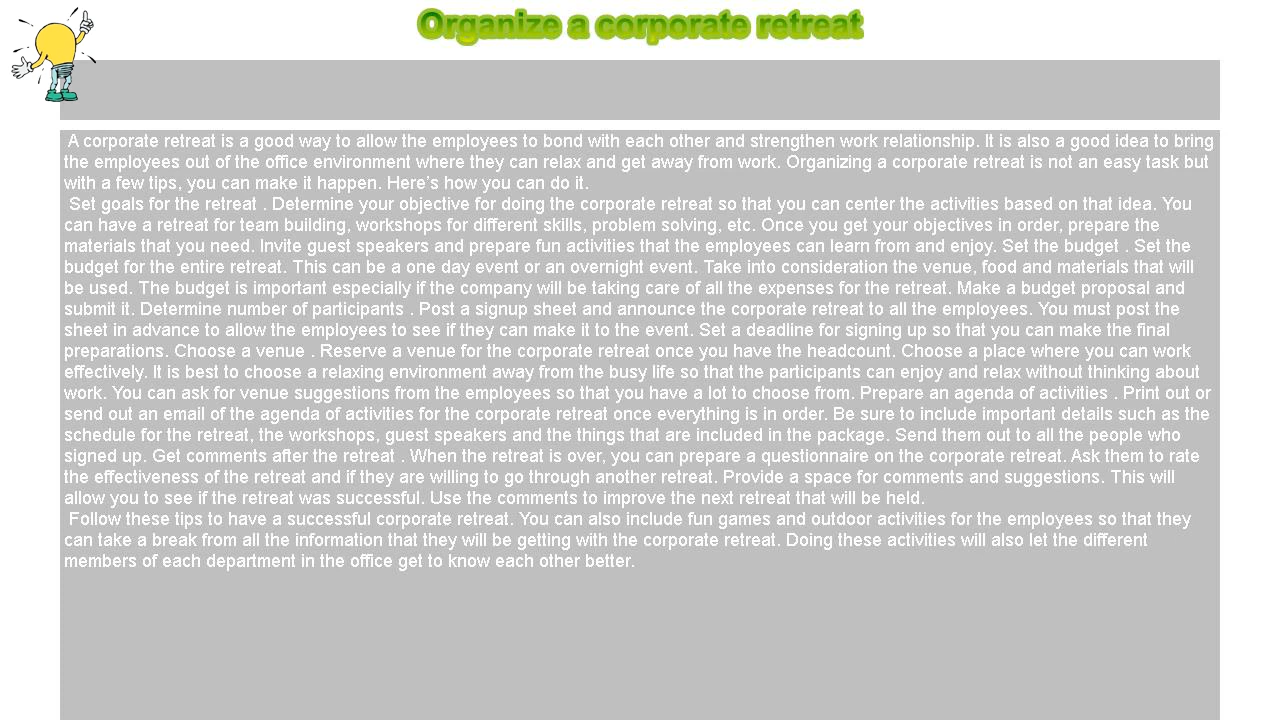 Organize a corporate retreat
A corporate retreat is a good way to allow the employees to bond with each other and strengthen work relationship. It is also a good idea to bring
the employees out of the office environment where they can relax and get away from work. Organizing a corporate retreat is not an easy task but
with a few tips, you can make it happen. Here’s how you can do it.
Set goals for the retreat . Determine your objective for doing the corporate retreat so that you can center the activities based on that idea. You
can have a retreat for team building, workshops for different skills, problem solving, etc. Once you get your objectives in order, prepare the
materials that you need. Invite guest speakers and prepare fun activities that the employees can learn from and enjoy. Set the budget . Set the
budget for the entire retreat. This can be a one day event or an overnight event. Take into consideration the venue, food and materials that will
be used. The budget is important especially if the company will be taking care of all the expenses for the retreat. Make a budget proposal and
submit it. Determine number of participants . Post a signup sheet and announce the corporate retreat to all the employees. You must post the
sheet in advance to allow the employees to see if they can make it to the event. Set a deadline for signing up so that you can make the final
preparations. Choose a venue . Reserve a venue for the corporate retreat once you have the headcount. Choose a place where you can work
effectively. It is best to choose a relaxing environment away from the busy life so that the participants can enjoy and relax without thinking about
work. You can ask for venue suggestions from the employees so that you have a lot to choose from. Prepare an agenda of activities . Print out or
send out an email of the agenda of activities for the corporate retreat once everything is in order. Be sure to include important details such as the
schedule for the retreat, the workshops, guest speakers and the things that are included in the package. Send them out to all the people who
signed up. Get comments after the retreat . When the retreat is over, you can prepare a questionnaire on the corporate retreat. Ask them to rate
the effectiveness of the retreat and if they are willing to go through another retreat. Provide a space for comments and suggestions. This will
allow you to see if the retreat was successful. Use the comments to improve the next retreat that will be held.
Follow these tips to have a successful corporate retreat. You can also include fun games and outdoor activities for the employees so that they
can take a break from all the information that they will be getting with the corporate retreat. Doing these activities will also let the different
members of each department in the office get to know each other better.